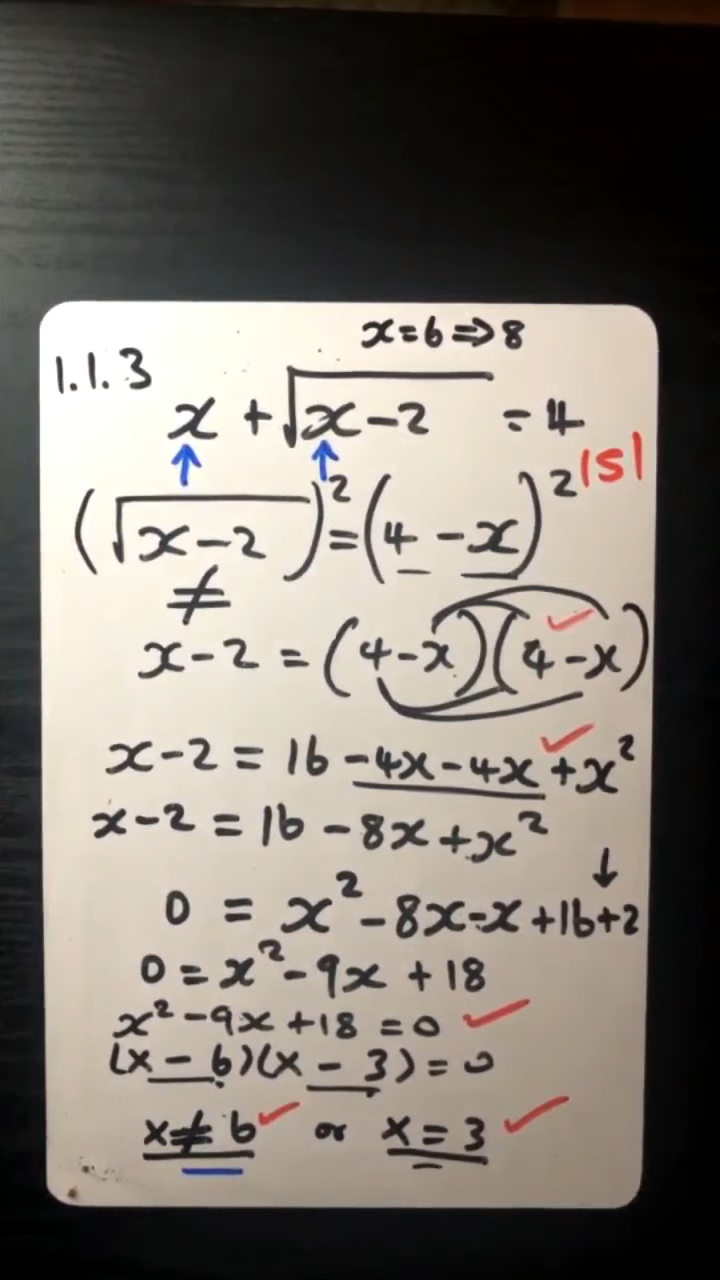 x = 6 ⇒ 8
1.1.3
x + √(x − 2) = 4
|5|
(√(x − 2))² = (4 − x)²
≠
x − 2 = (4 − x)(4 − x)
x − 2 = 16 − 4x − 4x + x²
x − 2 = 16 − 8x + x²
0 = x² − 8x − x + 16 + 2
0 = x² − 9x + 18
x² − 9x + 18 = 0
(x − 6)(x − 3) = 0
x ≠ 6 or x = 3